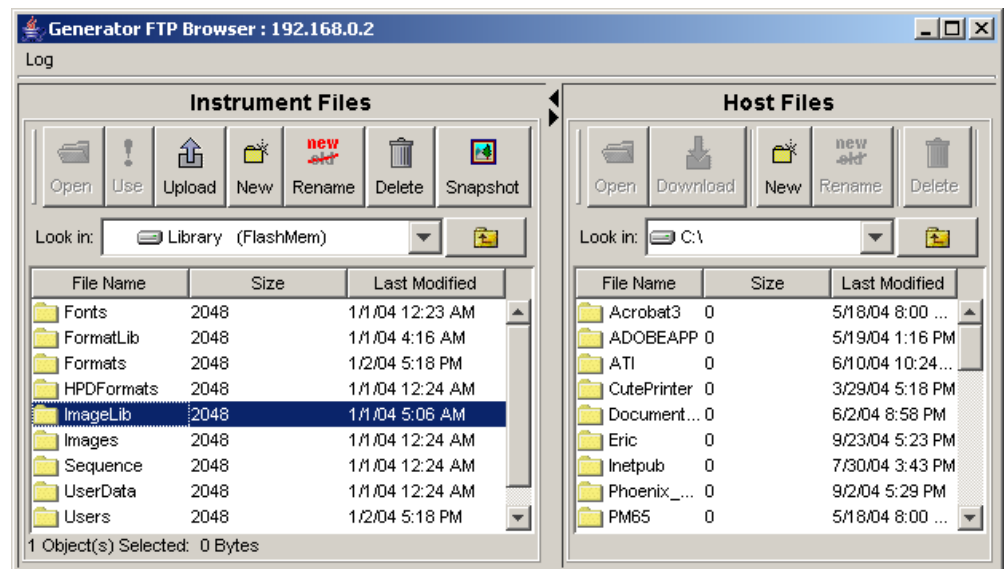 Generator FTP Browser : 192.168.0.2
Log
Instrument Files
Open Use Upload New new old Rename Delete Snapshot
Look in: Library (FlashMem)
File Name Size Last Modified
Fonts 2048 1/1/04 12:23 AM
FormatLib 2048 1/1/04 4:16 AM
Formats 2048 1/2/04 5:18 PM
HPDFormats 2048 1/1/04 12:24 AM
ImageLib 2048 1/1/04 5:06 AM
Images 2048 1/1/04 12:24 AM
Sequence 2048 1/1/04 12:24 AM
UserData 2048 1/1/04 12:24 AM
Users 2048 1/2/04 5:18 PM
1 Object(s) Selected: 0 Bytes
Host Files
Open Download New new old Rename Delete
Look in: C:\
File Name Size Last Modified
Acrobat3 0 5/18/04 8:00 ...
ADOBEAPP 0 5/19/04 1:16 PM
ATI 0 6/10/04 10:24...
CutePrinter 0 3/29/04 5:18 PM
Document... 0 6/2/04 8:58 PM
Eric 0 9/23/04 5:23 PM
Inetpub 0 7/30/04 3:43 PM
Phoenix_... 0 9/2/04 5:29 PM
PM65 0 5/18/04 8:00 ...